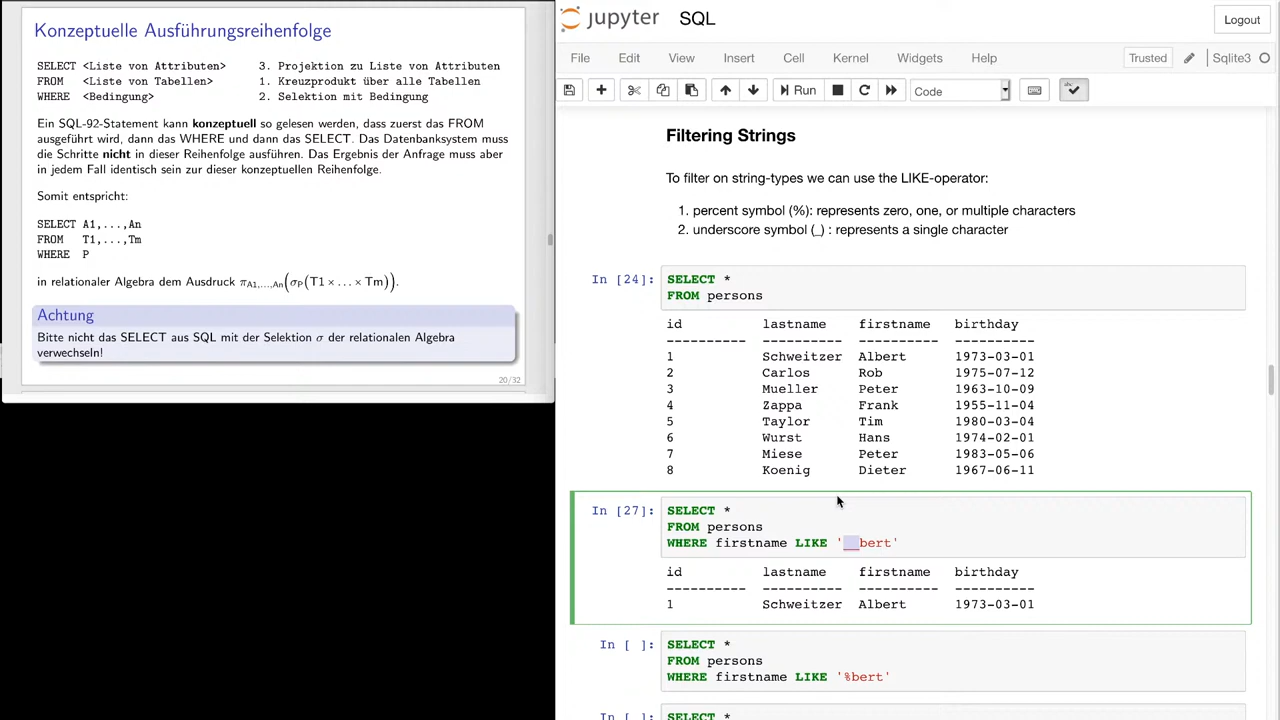 Konzeptuelle Ausführungsreihenfolge
SELECT <Liste von Attributen> 3. Projektion zu Liste von Attributen
FROM <Liste von Tabellen> 1. Kreuzprodukt über alle Tabellen
WHERE <Bedingung> 2. Selektion mit Bedingung
Ein SQL-92-Statement kann konzeptuell so gelesen werden, dass zuerst das FROM
ausgeführt wird, dann das WHERE und dann das SELECT. Das Datenbanksystem muss
die Schritte nicht in dieser Reihenfolge ausführen. Das Ergebnis der Anfrage muss aber
in jedem Fall identisch sein zur dieser konzeptuellen Reihenfolge.
Somit entspricht:
SELECT A1,...,An
FROM T1,...,Tm
WHERE P
in relationaler Algebra dem Ausdruck π_A1,...,An(σ_P(T1 × ... × Tm)).
Achtung
Bitte nicht das SELECT aus SQL mit der Selektion σ der relationalen Algebra
verwechseln!
20/32
jupyter SQL
Logout
File Edit View Insert Cell Kernel Widgets Help
Trusted Sqlite3
Run Code
Filtering Strings
To filter on string-types we can use the LIKE-operator:
1. percent symbol (%): represents zero, one, or multiple characters
2. underscore symbol (_) : represents a single character
In [24]: SELECT *
FROM persons
id lastname firstname birthday
---------- ---------- ---------- ----------
1 Schweitzer Albert 1973-03-01
2 Carlos Rob 1975-07-12
3 Mueller Peter 1963-10-09
4 Zappa Frank 1955-11-04
5 Taylor Tim 1980-03-04
6 Wurst Hans 1974-02-01
7 Miese Peter 1983-05-06
8 Koenig Dieter 1967-06-11
In [27]: SELECT *
FROM persons
WHERE firstname LIKE '__bert'
id lastname firstname birthday
---------- ---------- ---------- ----------
1 Schweitzer Albert 1973-03-01
In [ ]: SELECT *
FROM persons
WHERE firstname LIKE '%bert'
In [ ]: SELECT *